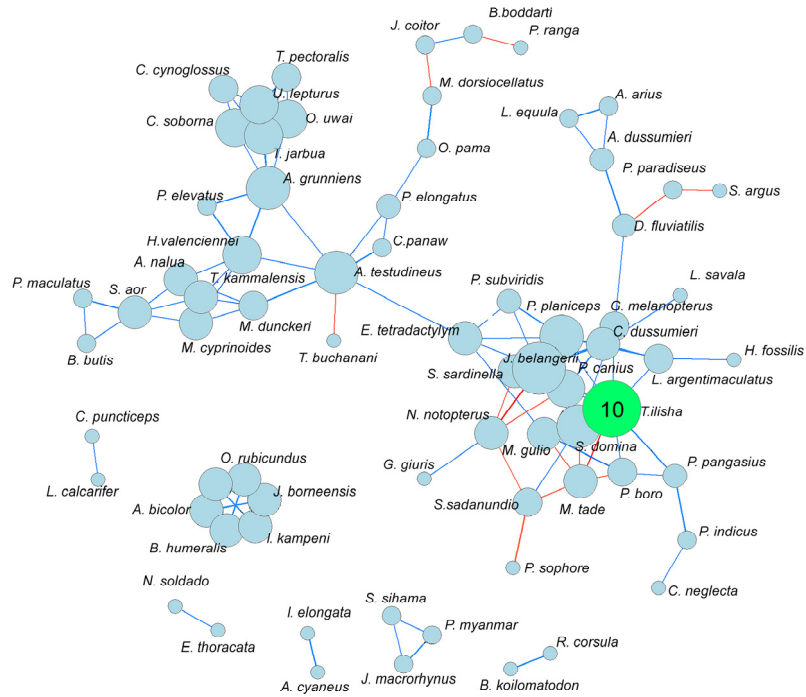 B.boddarti
J. coitor
P. ranga
T. pectoralis
C. cynoglossus
U. lepturus
M. dorsiocellatus
A. arius
L. equula
C. soborna
O. uwai
A. dussumieri
T. jarbua
O. pama
P. paradiseus
A. grunniens
S. argus
P. elevatus
P. elongatus
D. fluviatilis
H.valenciennei
C.panaw
A. nalua
A. testudineus
P. maculatus
T. kammalensis
P. subviridis
L. savala
S. aor
P. planiceps
G. melanopterus
M. dunckeri
E. tetradactylym
C. dussumieri
M. cyprinoides
B. butis
T. buchanani
J. belangerii
H. fossilis
P. canius
S. sardinella
L. argentimaculatus
10
T.ilisha
N. notopterus
C. puncticeps
M. gulio
S. domina
O. rubicundus
G. giuris
P. pangasius
L. calcarifer
J. borneensis
P. boro
A. bicolor
S.sadanundio
M. tade
I. kampeni
P. indicus
B. humeralis
P. sophore
N. soldado
C. neglecta
S. sihama
I. elongata
P. myanmar
R. corsula
E. thoracata
J. macrorhynus
A. cyaneus
B. koilomatodon